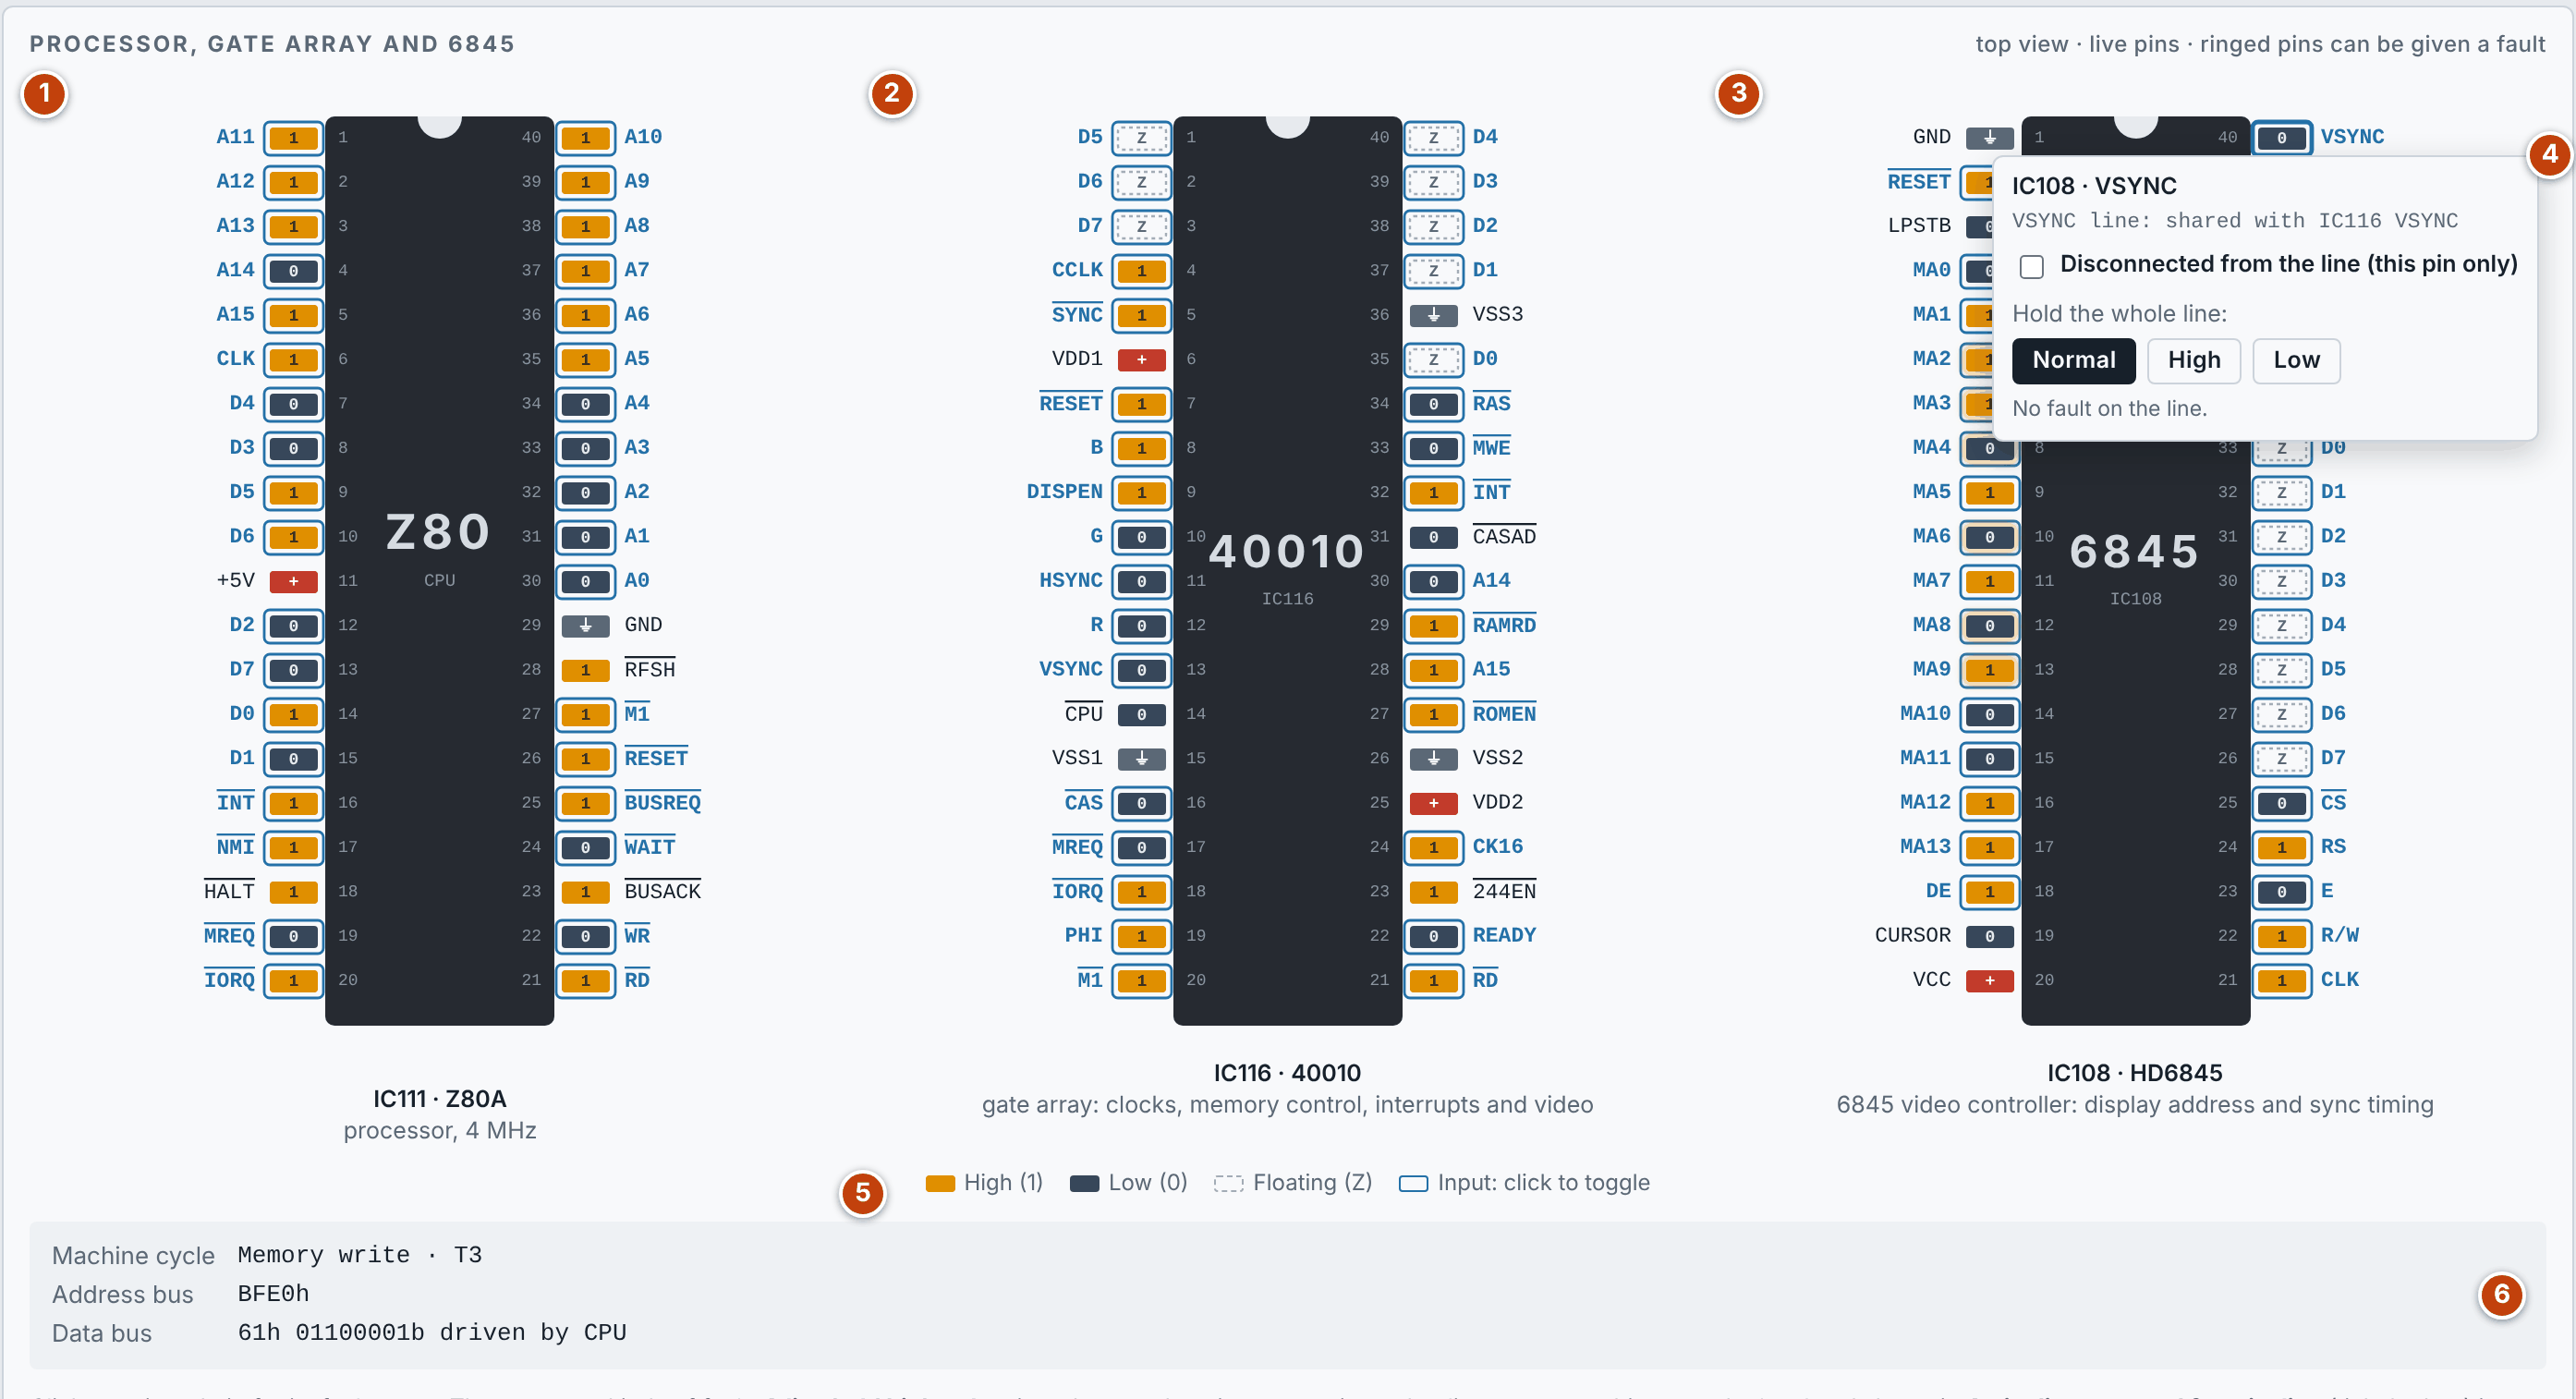 PROCESSOR, GATE ARRAY AND 6845
top view · live pins · ringed pins can be given a fault
1
2
3
4
A11 1 1 40 1 A10
A12 1 2 39 1 A9
A13 1 3 38 1 A8
A14 0 4 37 1 A7
A15 1 5 36 1 A6
CLK 1 6 35 1 A5
D4 0 7 34 0 A4
D3 0 8 33 0 A3
D5 1 9 32 0 A2
D6 1 10 31 0 A1
Z80
CPU
+5V + 11 30 0 A0
D2 0 12 29 GND
D7 0 13 28 1 RFSH
D0 1 14 27 1 M1
D1 0 15 26 1 RESET
INT 1 16 25 1 BUSREQ
NMI 1 17 24 0 WAIT
HALT 1 18 23 1 BUSACK
MREQ 0 19 22 0 WR
IORQ 1 20 21 1 RD
IC111 · Z80A
processor, 4 MHz
D5 Z 1 40 Z D4
D6 Z 2 39 Z D3
D7 Z 3 38 Z D2
CCLK 1 4 37 Z D1
SYNC 1 5 36 VSS3
VDD1 + 6 35 Z D0
RESET 1 7 34 0 RAS
B 1 8 33 0 MWE
DISPEN 1 9 32 1 INT
G 0 10 31 0 CASAD
40010
IC116
HSYNC 0 11 30 0 A14
R 0 12 29 1 RAMRD
VSYNC 0 13 28 1 A15
CPU 0 14 27 1 ROMEN
VSS1 15 26 VSS2
CAS 0 16 25 + VDD2
MREQ 0 17 24 1 CK16
IORQ 1 18 23 1 244EN
PHI 1 19 22 0 READY
M1 1 20 21 1 RD
IC116 · 40010
gate array: clocks, memory control, interrupts and video
GND 1 40 0 VSYNC
RESET 1
LPSTB 0
MA0 0
MA1 1
MA2 1
MA3 1
IC108 · VSYNC
VSYNC line: shared with IC116 VSYNC
Disconnected from the line (this pin only)
Hold the whole line:
Normal High Low
No fault on the line.
MA4 0 8 33 Z D0
MA5 1 9 32 Z D1
MA6 0 10 31 Z D2
6845
IC108
MA7 1 11 30 Z D3
MA8 0 12 29 Z D4
MA9 1 13 28 Z D5
MA10 0 14 27 Z D6
MA11 0 15 26 Z D7
MA12 1 16 25 0 CS
MA13 1 17 24 1 RS
DE 1 18 23 0 E
CURSOR 0 19 22 1 R/W
VCC + 20 21 1 CLK
IC108 · HD6845
6845 video controller: display address and sync timing
5
High (1) Low (0) Floating (Z) Input: click to toggle
Machine cycle Memory write · T3
Address bus BFE0h
Data bus 61h 01100001b driven by CPU
6